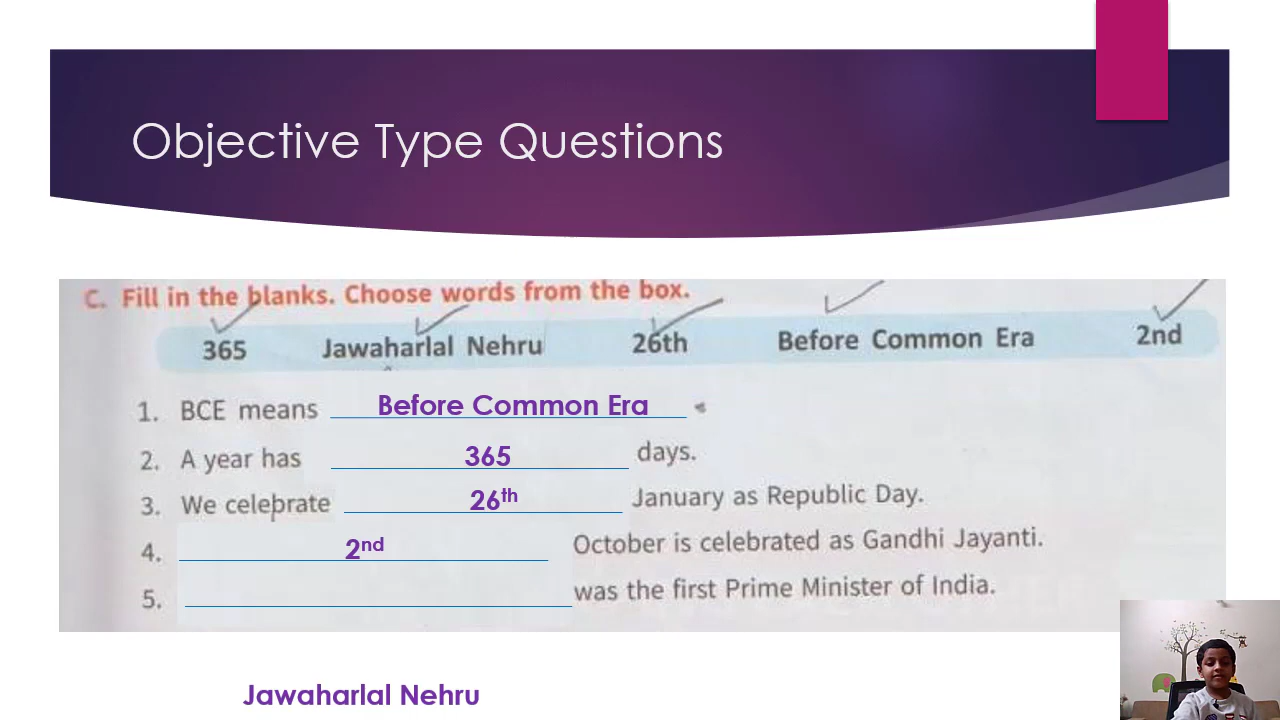 Objective Type Questions
C. Fill in the blanks. Choose words from the box.
365 Jawaharlal Nehru 26th Before Common Era 2nd
1. BCE means Before Common Era
2. A year has 365 days.
3. We celebrate 26th January as Republic Day.
4. 2nd October is celebrated as Gandhi Jayanti.
5. was the first Prime Minister of India.
Jawaharlal Nehru